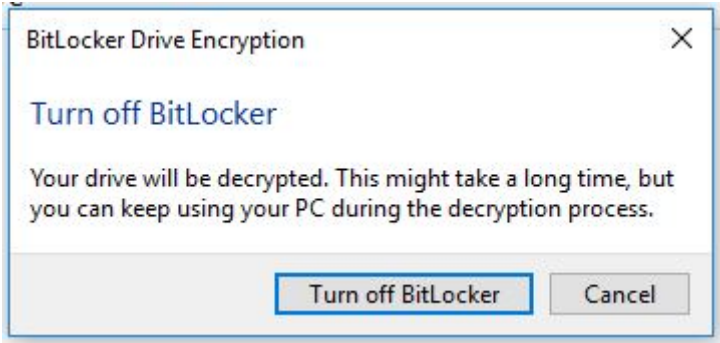 BitLocker Drive Encryption
Turn off BitLocker
Your drive will be decrypted. This might take a long time, but
you can keep using your PC during the decryption process.
Turn off BitLocker
Cancel